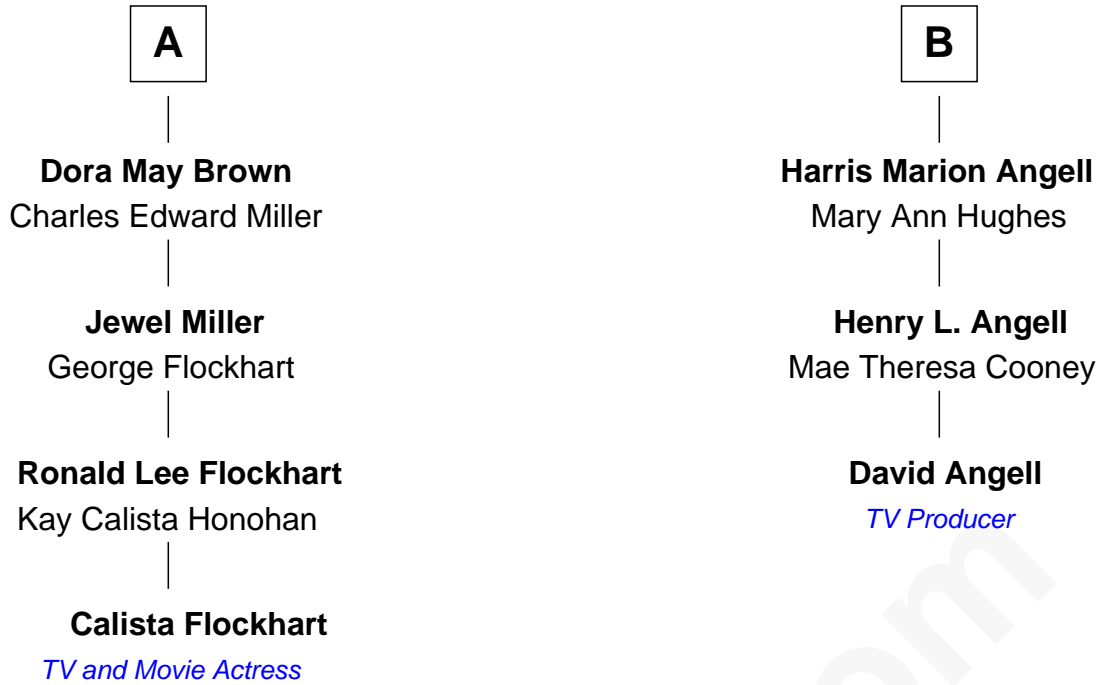 A
Dora May Brown
Charles Edward Miller
Jewel Miller
George Flockhart
Ronald Lee Flockhart
Kay Calista Honohan
Calista Flockhart
TV and Movie Actress
B
Harris Marion Angell
Mary Ann Hughes
Henry L. Angell
Mae Theresa Cooney
David Angell
TV Producer
om